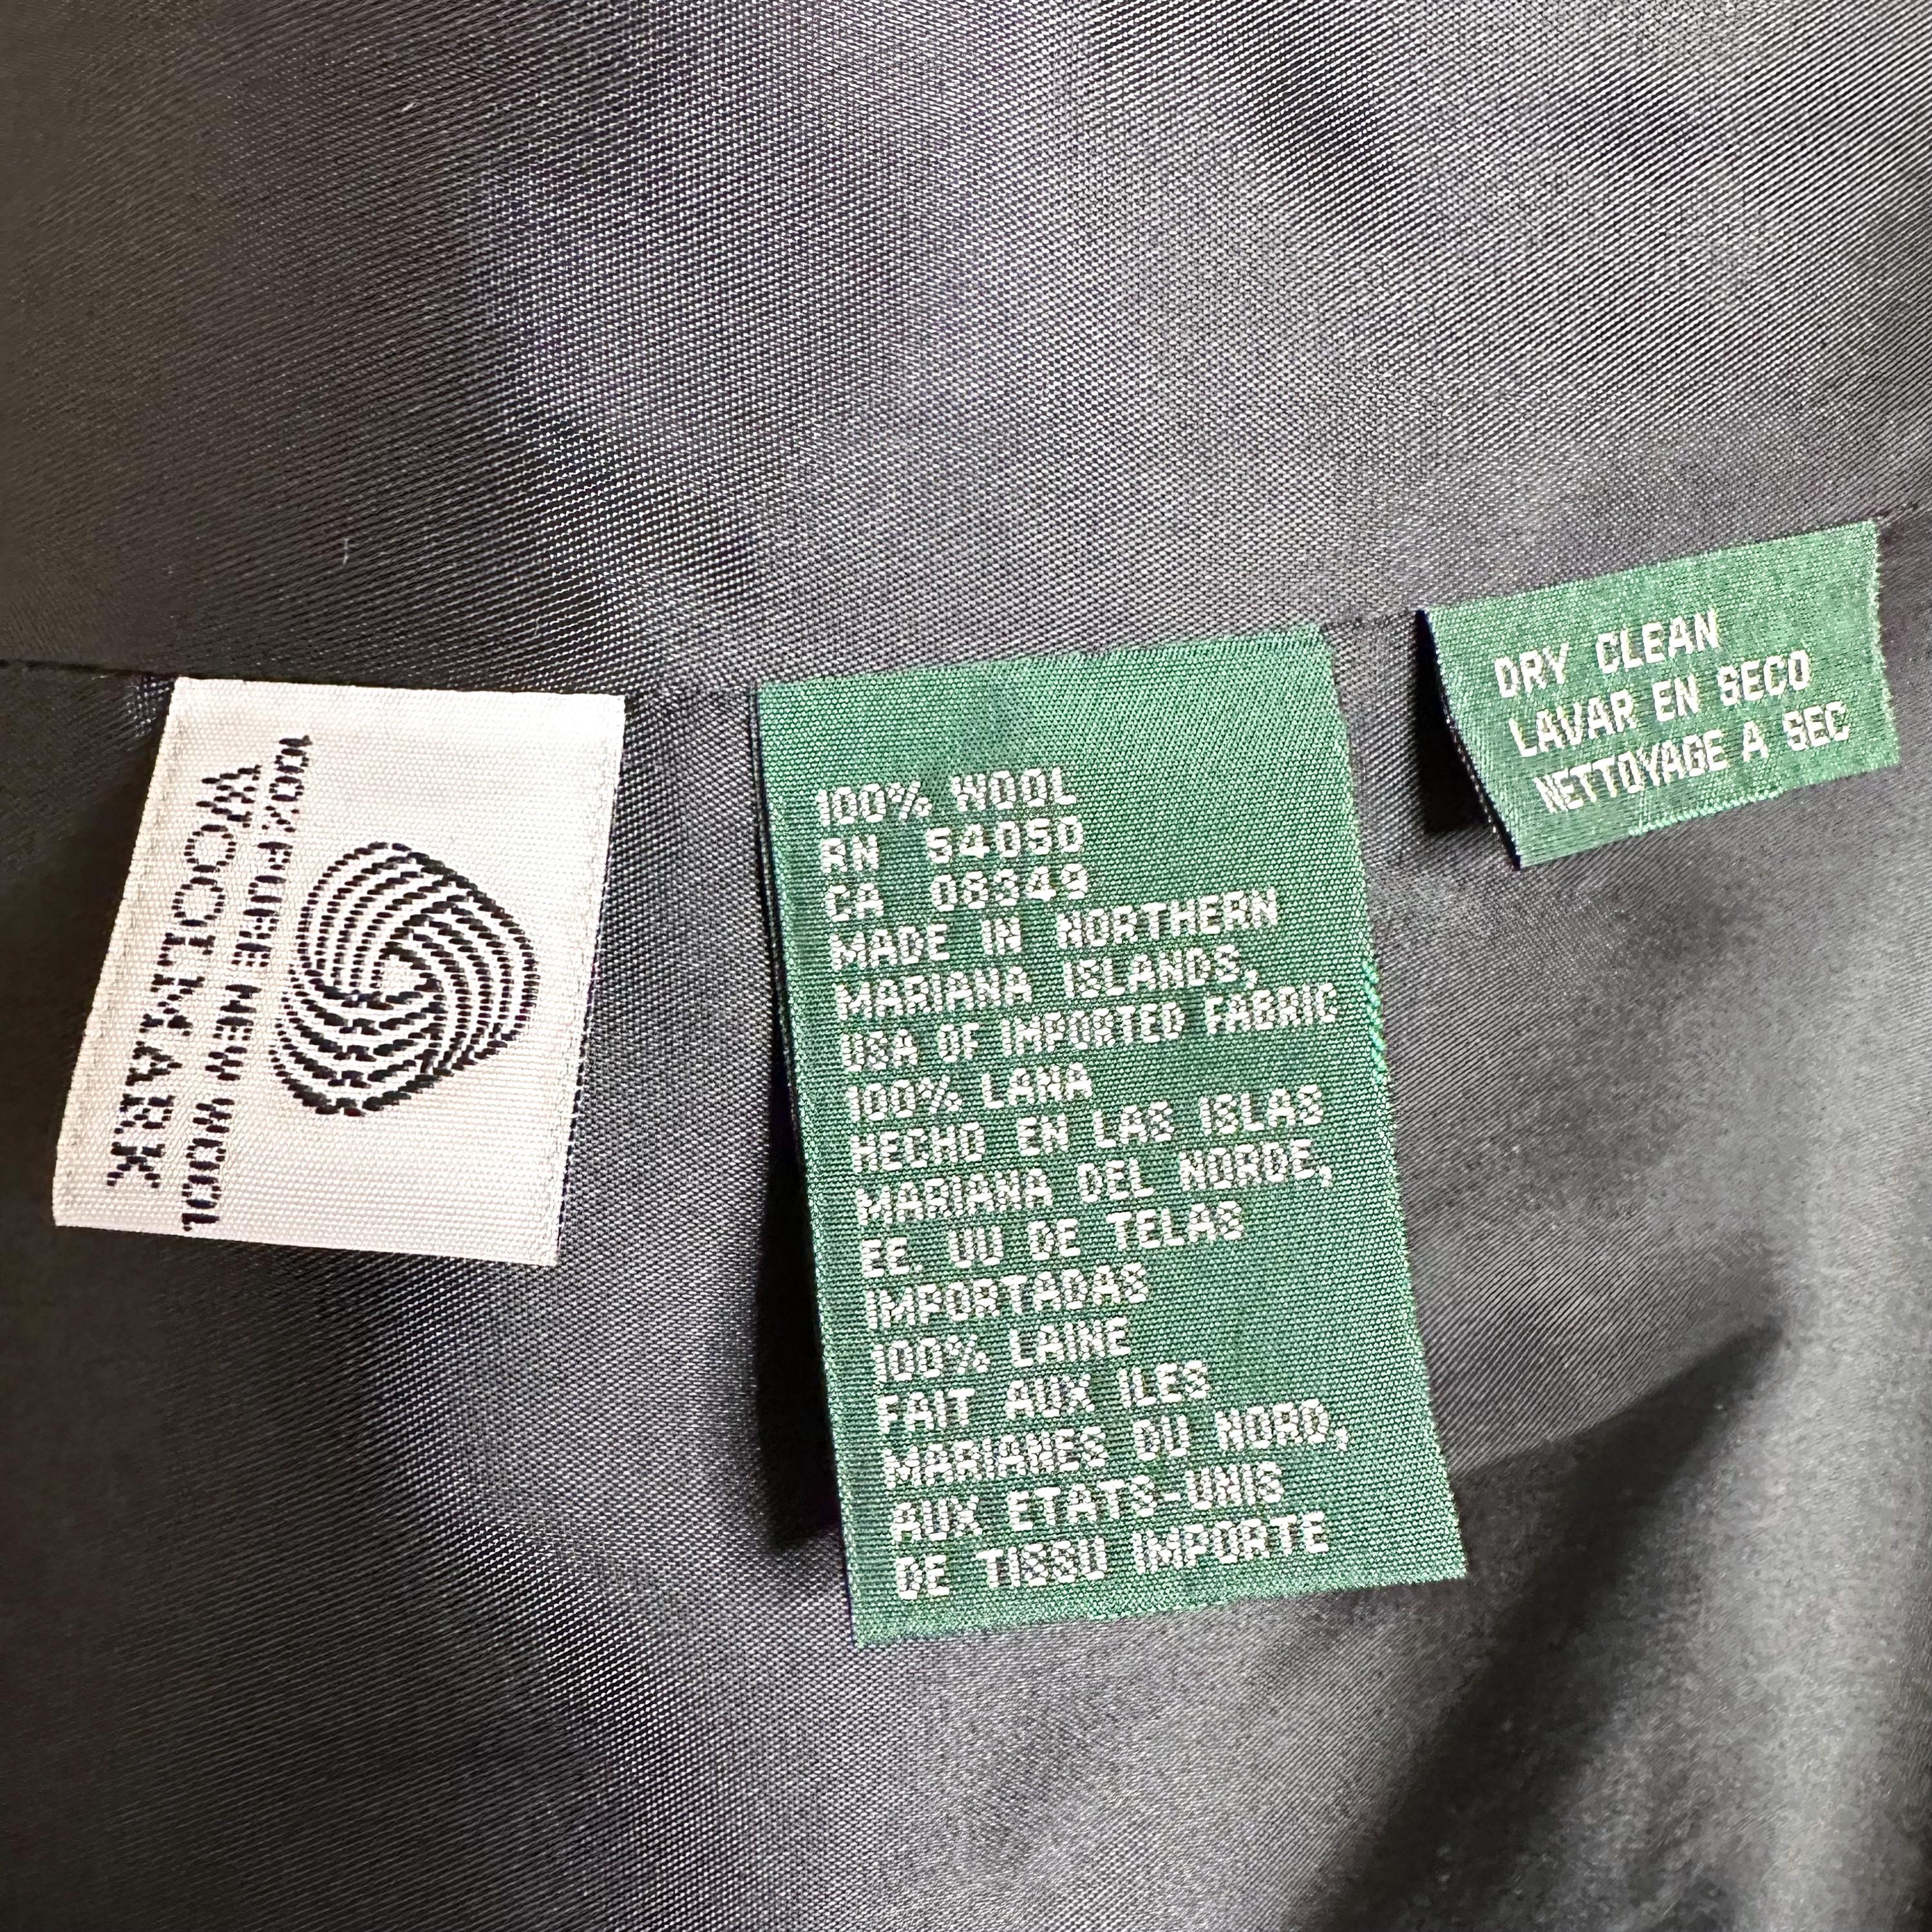 100% PURE NEW WOOL
WOOLMARK
100% WOOL
RN 54050
CA 08349
MADE IN NORTHERN
MARIANA ISLANDS,
USA OF IMPORTED FABRIC
100% LANA
HECHO EN LAS ISLAS
MARIANA DEL NORDE,
EE. UU DE TELAS
IMPORTADAS
100% LAINE
FAIT AUX ILES
MARIANES DU NORD,
AUX ETATS-UNIS
DE TISSU IMPORTE
DRY CLEAN
LAVAR EN SECO
NETTOYAGE A SEC